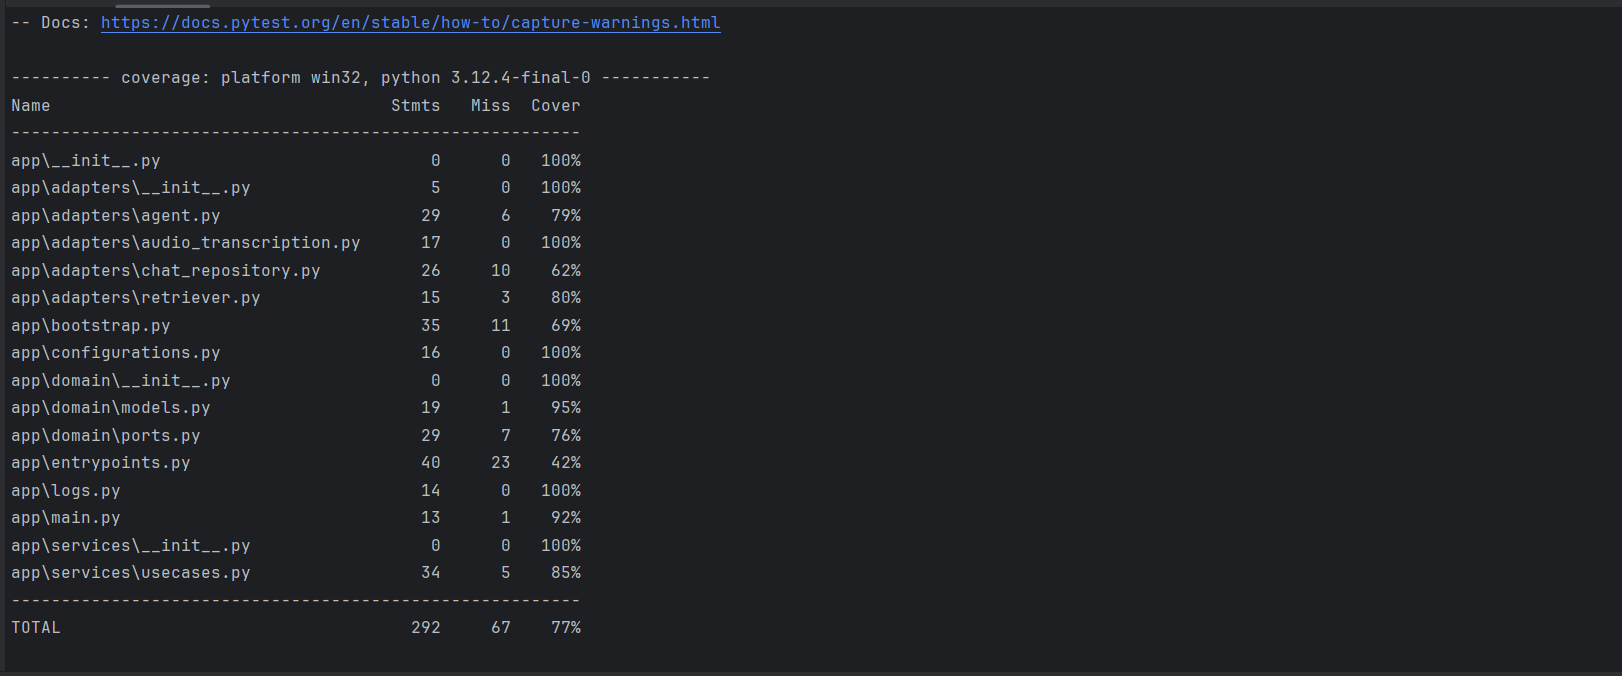 -- Docs: https://docs.pytest.org/en/stable/how-to/capture-warnings.html
---------- coverage: platform win32, python 3.12.4-final-0 -----------
Name                                  Stmts   Miss  Cover
---------------------------------------------------------
app\__init__.py                           0      0   100%
app\adapters\__init__.py                  5      0   100%
app\adapters\agent.py                    29      6    79%
app\adapters\audio_transcription.py      17      0   100%
app\adapters\chat_repository.py          26     10    62%
app\adapters\retriever.py                15      3    80%
app\bootstrap.py                         35     11    69%
app\configurations.py                    16      0   100%
app\domain\__init__.py                    0      0   100%
app\domain\models.py                     19      1    95%
app\domain\ports.py                      29      7    76%
app\entrypoints.py                       40     23    42%
app\logs.py                              14      0   100%
app\main.py                              13      1    92%
app\services\__init__.py                  0      0   100%
app\services\usecases.py                 34      5    85%
---------------------------------------------------------
TOTAL                                   292     67    77%